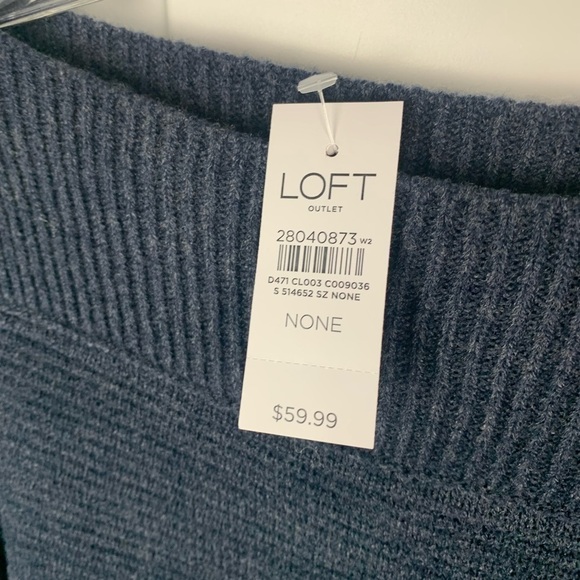 LOFT
OUTLET
28040873 W2
D471 CL003 C009036
S 514652 SZ NONE
NONE
$59.99